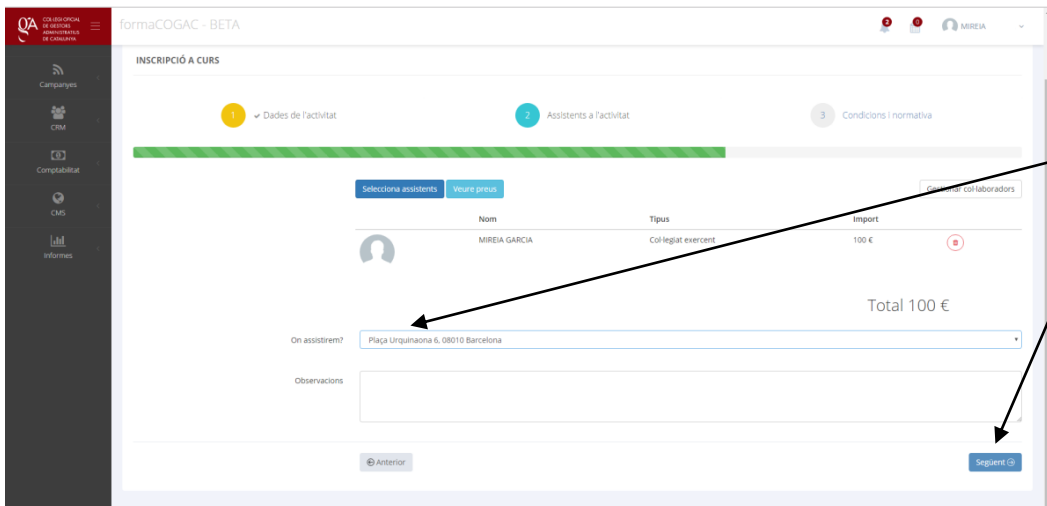 COL·LEGI OFICIAL
DE GESTORS
ADMINISTRATIUS
DE CATALUNYA
formaCOGAC - BETA
2
0
MIREIA
Campanyes
CRM
Comptabilitat
CMS
Informes
INSCRIPCIÓ A CURS
1 Dades de l'activitat
2 Assistents a l'activitat
3 Condicions i normativa
Selecciona assistents
Veure preus
Gestionar col·laboradors
Nom Tipus Import
MIREIA GARCIA Col·legiat exercent 100 €
Total 100 €
On assistirem? Plaça Urquinaona 6, 08010 Barcelona
Observacions
Anterior
Següent